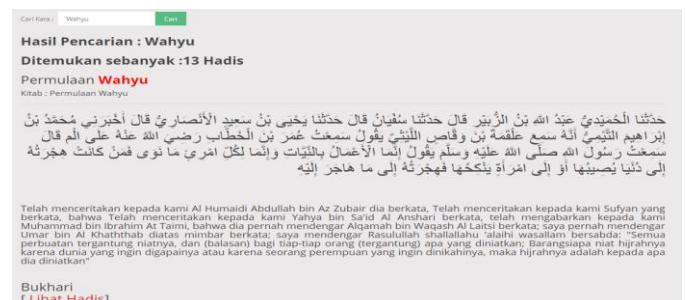 Cari Kata : Wahyu Cari
Hasil Pencarian : Wahyu
Ditemukan sebanyak :13 Hadis
Permulaan Wahyu
Kitab : Permulaan Wahyu
حَدَّثَنَا الْحُمَيْدِيُّ عَبْدُ اللَّهِ بْنُ الزُّبَيْرِ قَالَ حَدَّثَنَا سُفْيَانُ قَالَ حَدَّثَنَا يَحْيَى بْنُ سَعِيدٍ الْأَنْصَارِيُّ قَالَ أَخْبَرَنِي مُحَمَّدُ بْنُ
إِبْرَاهِيمَ التَّيْمِيُّ أَنَّهُ سَمِعَ عَلْقَمَةَ بْنَ وَقَّاصٍ اللَّيْثِيَّ يَقُولُ سَمِعْتُ عُمَرَ بْنَ الْخَطَّابِ رَضِيَ اللَّهُ عَنْهُ عَلَى الْم قَالَ
سَمِعْتُ رَسُولَ اللَّهِ صَلَّى اللَّهُ عَلَيْهِ وَسَلَّمَ يَقُولُ إِنَّمَا الْأَعْمَالُ بِالنِّيَّاتِ وَإِنَّمَا لِكُلِّ امْرِئٍ مَا نَوَى فَمَنْ كَانَتْ هِجْرَتُهُ
إِلَى دُنْيَا يُصِيبُهَا أَوْ إِلَى امْرَأَةٍ يَنْكِحُهَا فَهِجْرَتُهُ إِلَى مَا هَاجَرَ إِلَيْهِ
Telah menceritakan kepada kami Al Humaidi Abdullah bin Az Zubair dia berkata, Telah menceritakan kepada kami Sufyan yang
berkata, bahwa Telah menceritakan kepada kami Yahya bin Sa'id Al Anshari berkata, telah mengabarkan kepada kami
Muhammad bin Ibrahim At Taimi, bahwa dia pernah mendengar Alqamah bin Waqash Al Laitsi berkata; saya pernah mendengar
Umar bin Al Khaththab diatas mimbar berkata; saya mendengar Rasulullah shallallahu 'alaihi wasallam bersabda: "Semua
perbuatan tergantung niatnya, dan (balasan) bagi tiap-tiap orang (tergantung) apa yang diniatkan; Barangsiapa niat hijrahnya
karena dunia yang ingin digapainya atau karena seorang perempuan yang ingin dinikahinya, maka hijrahnya adalah kepada apa
dia diniatkan"
Bukhari
[ Lihat Hadis]